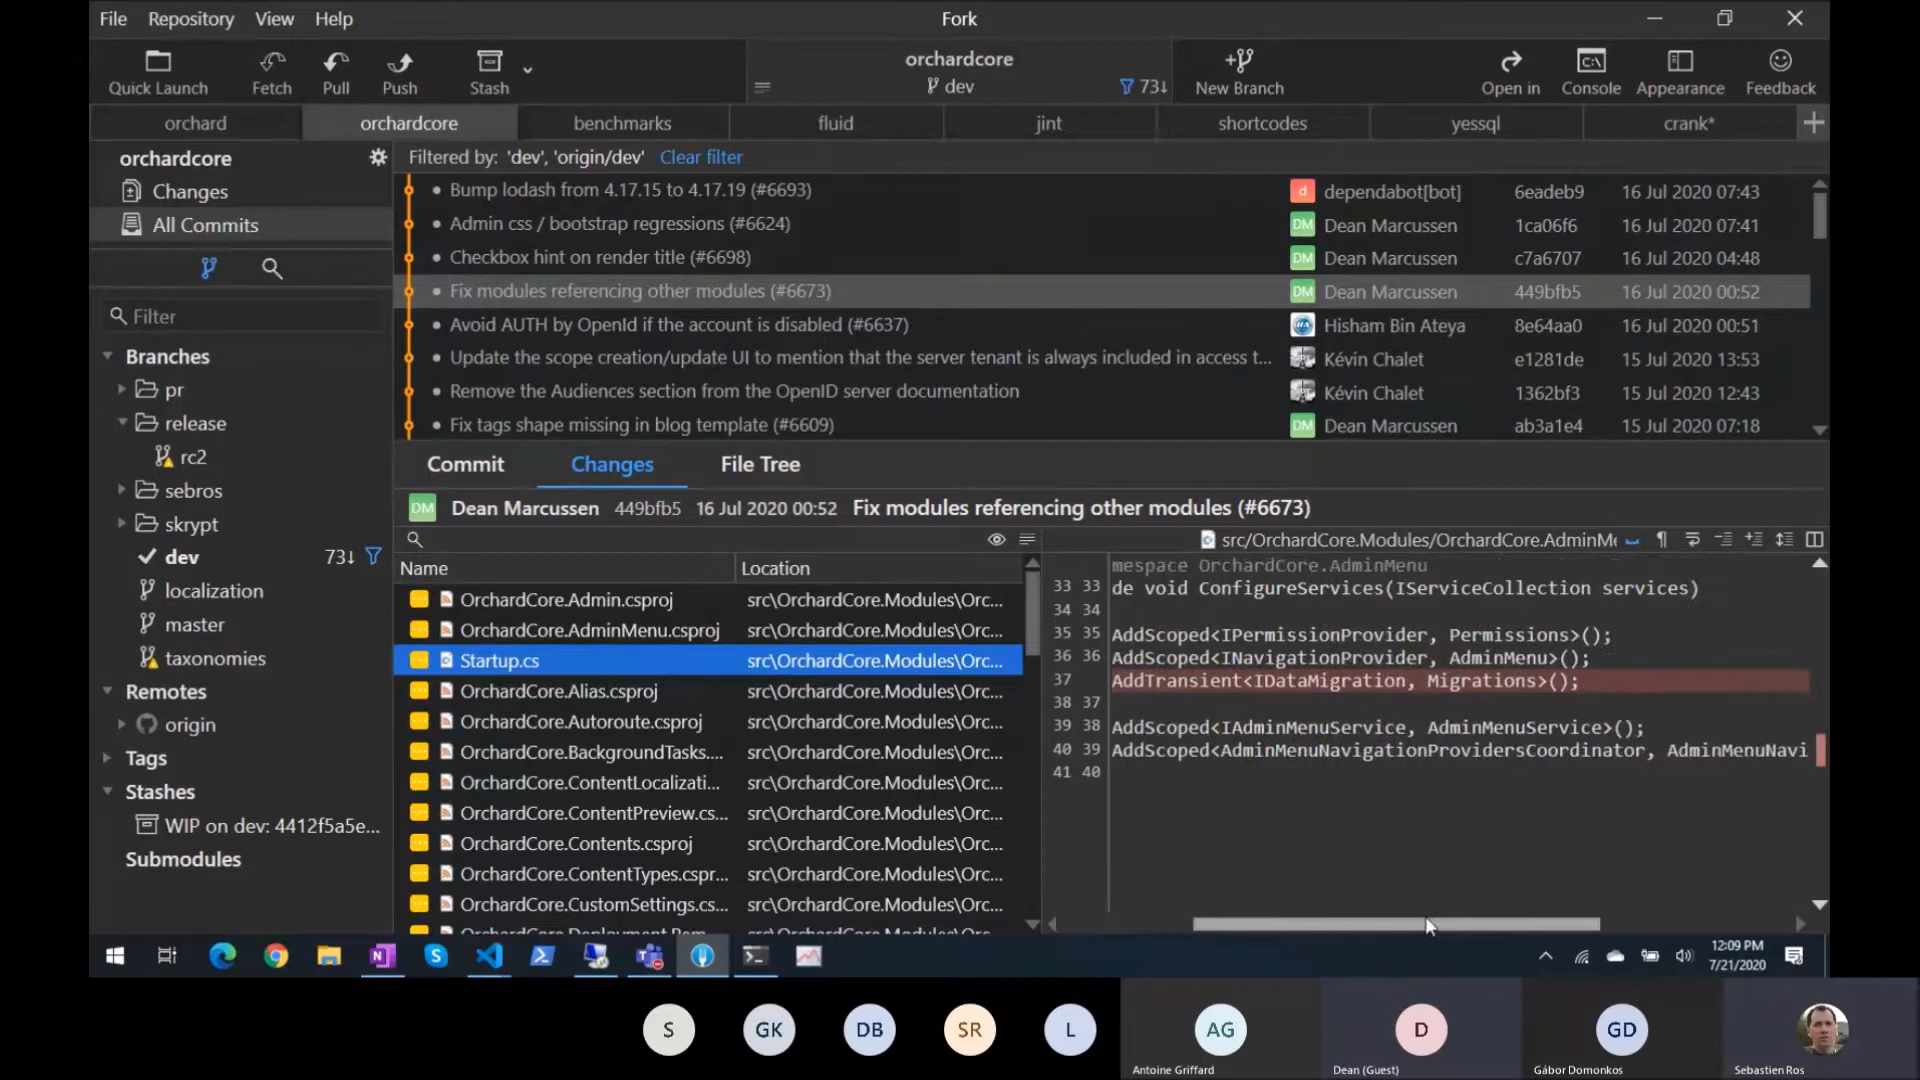 File Repository View Help
Fork
Quick Launch
Fetch
Pull
Push
Stash
orchardcore
dev
73↓
New Branch
Open in
Console
Appearance
Feedback
orchard
orchardcore
benchmarks
fluid
jint
shortcodes
yessql
crank*
orchardcore
Changes
All Commits
Filter
Branches
pr
release
rc2
sebros
skrypt
dev 73↓
localization
master
taxonomies
Remotes
origin
Tags
Stashes
WIP on dev: 4412f5a5e...
Submodules
Filtered by: 'dev', 'origin/dev' Clear filter
Bump lodash from 4.17.15 to 4.17.19 (#6693) d dependabot[bot] 6eadeb9 16 Jul 2020 07:43
Admin css / bootstrap regressions (#6624) DM Dean Marcussen 1ca06f6 16 Jul 2020 07:41
Checkbox hint on render title (#6698) DM Dean Marcussen c7a6707 16 Jul 2020 04:48
Fix modules referencing other modules (#6673) DM Dean Marcussen 449bfb5 16 Jul 2020 00:52
Avoid AUTH by OpenId if the account is disabled (#6637) Hisham Bin Ateya 8e64aa0 16 Jul 2020 00:51
Update the scope creation/update UI to mention that the server tenant is always included in access t... Kévin Chalet e1281de 15 Jul 2020 13:53
Remove the Audiences section from the OpenID server documentation Kévin Chalet 1362bf3 15 Jul 2020 12:43
Fix tags shape missing in blog template (#6609) DM Dean Marcussen ab3a1e4 15 Jul 2020 07:18
Commit Changes File Tree
DM Dean Marcussen 449bfb5 16 Jul 2020 00:52 Fix modules referencing other modules (#6673)
Name Location
OrchardCore.Admin.csproj src\OrchardCore.Modules\Orc...
OrchardCore.AdminMenu.csproj src\OrchardCore.Modules\Orc...
Startup.cs src\OrchardCore.Modules\Orc...
OrchardCore.Alias.csproj src\OrchardCore.Modules\Orc...
OrchardCore.Autoroute.csproj src\OrchardCore.Modules\Orc...
OrchardCore.BackgroundTasks.... src\OrchardCore.Modules\Orc...
OrchardCore.ContentLocalizati... src\OrchardCore.Modules\Orc...
OrchardCore.ContentPreview.cs... src\OrchardCore.Modules\Orc...
OrchardCore.Contents.csproj src\OrchardCore.Modules\Orc...
OrchardCore.ContentTypes.cspr... src\OrchardCore.Modules\Orc...
OrchardCore.CustomSettings.cs... src\OrchardCore.Modules\Orc...
src/OrchardCore.Modules/OrchardCore.AdminMe
mespace OrchardCore.AdminMenu
33 33 de void ConfigureServices(IServiceCollection services)
34 34
35 35 AddScoped<IPermissionProvider, Permissions>();
36 36 AddScoped<INavigationProvider, AdminMenu>();
37 AddTransient<IDataMigration, Migrations>();
38 37
39 38 AddScoped<IAdminMenuService, AdminMenuService>();
40 39 AddScoped<AdminMenuNavigationProvidersCoordinator, AdminMenuNavi
41 40
12:09 PM
7/21/2020
S
GK
DB
SR
L
AG
D
GD
Antoine Griffard
Dean (Guest)
Gábor Domonkos
Sebastien Ros